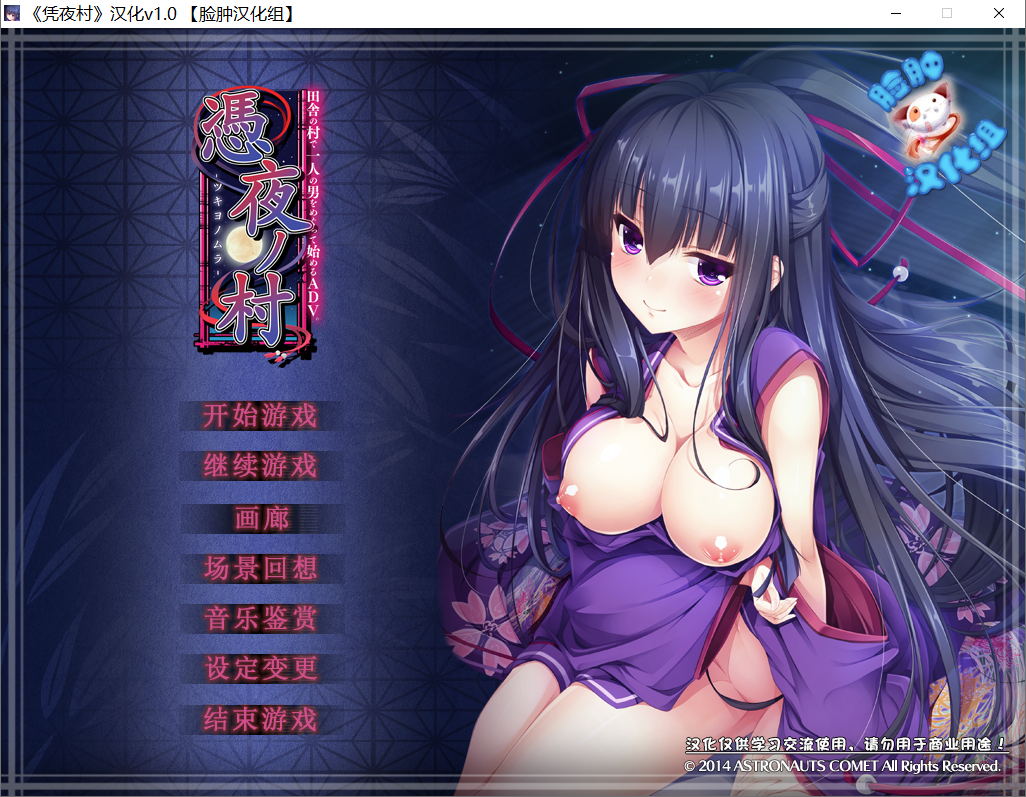 《凭夜村》汉化v1.0 【脸肿汉化组】
脸肿
汉化组
田舎の村で一人の男をめぐって始めるADV。
憑夜ノ村
-ツキヨノムラ-
开始游戏
继续游戏
画廊
场景回想
音乐鉴赏
设定变更
结束游戏
汉化仅供学习交流使用，请勿用于商业用途！
© 2014 ASTRONAUTS COMET All Rights Reserved.